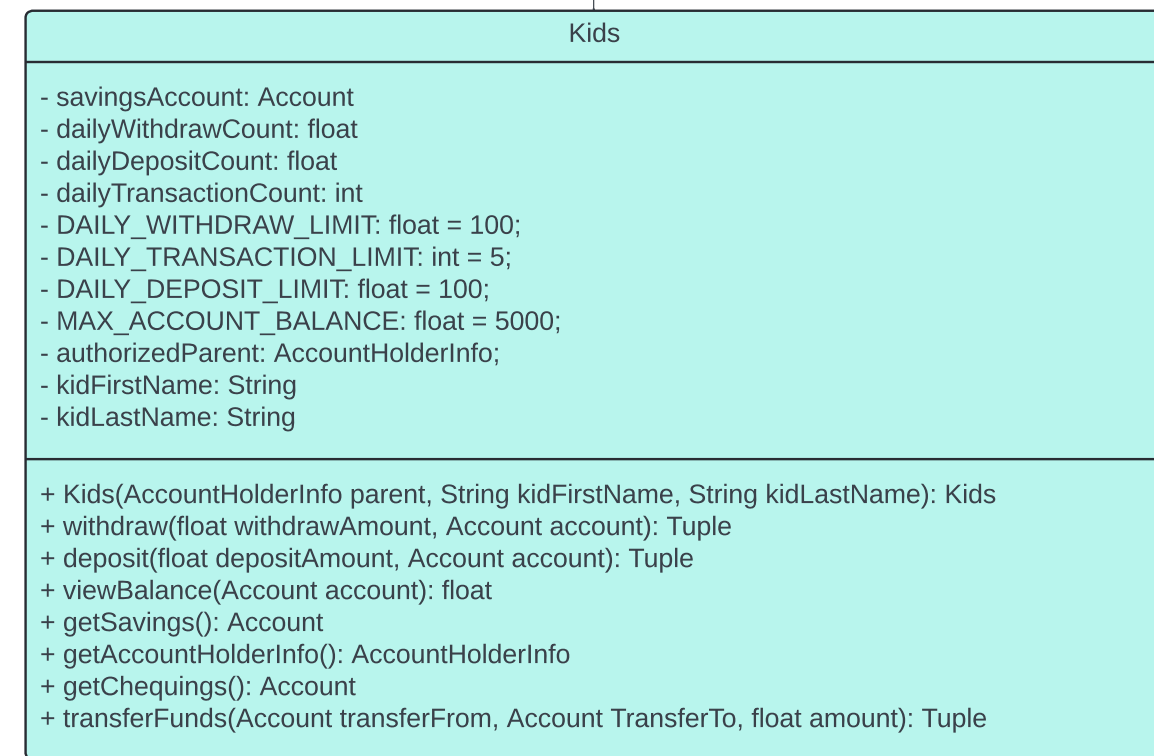 Kids
- savingsAccount: Account
- dailyWithdrawCount: float
- dailyDepositCount: float
- dailyTransactionCount: int
- DAILY_WITHDRAW_LIMIT: float = 100;
- DAILY_TRANSACTION_LIMIT: int = 5;
- DAILY_DEPOSIT_LIMIT: float = 100;
- MAX_ACCOUNT_BALANCE: float = 5000;
- authorizedParent: AccountHolderInfo;
- kidFirstName: String
- kidLastName: String
+ Kids(AccountHolderInfo parent, String kidFirstName, String kidLastName): Kids
+ withdraw(float withdrawAmount, Account account): Tuple
+ deposit(float depositAmount, Account account): Tuple
+ viewBalance(Account account): float
+ getSavings(): Account
+ getAccountHolderInfo(): AccountHolderInfo
+ getChequings(): Account
+ transferFunds(Account transferFrom, Account TransferTo, float amount): Tuple